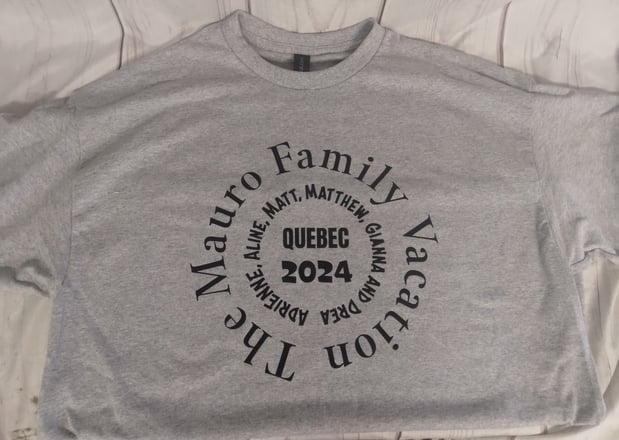 The Mauro Family Vacation
ADRIENNE, ALINE, MATT, MATTHEW, GIANNA AND DREA
QUEBEC
2024